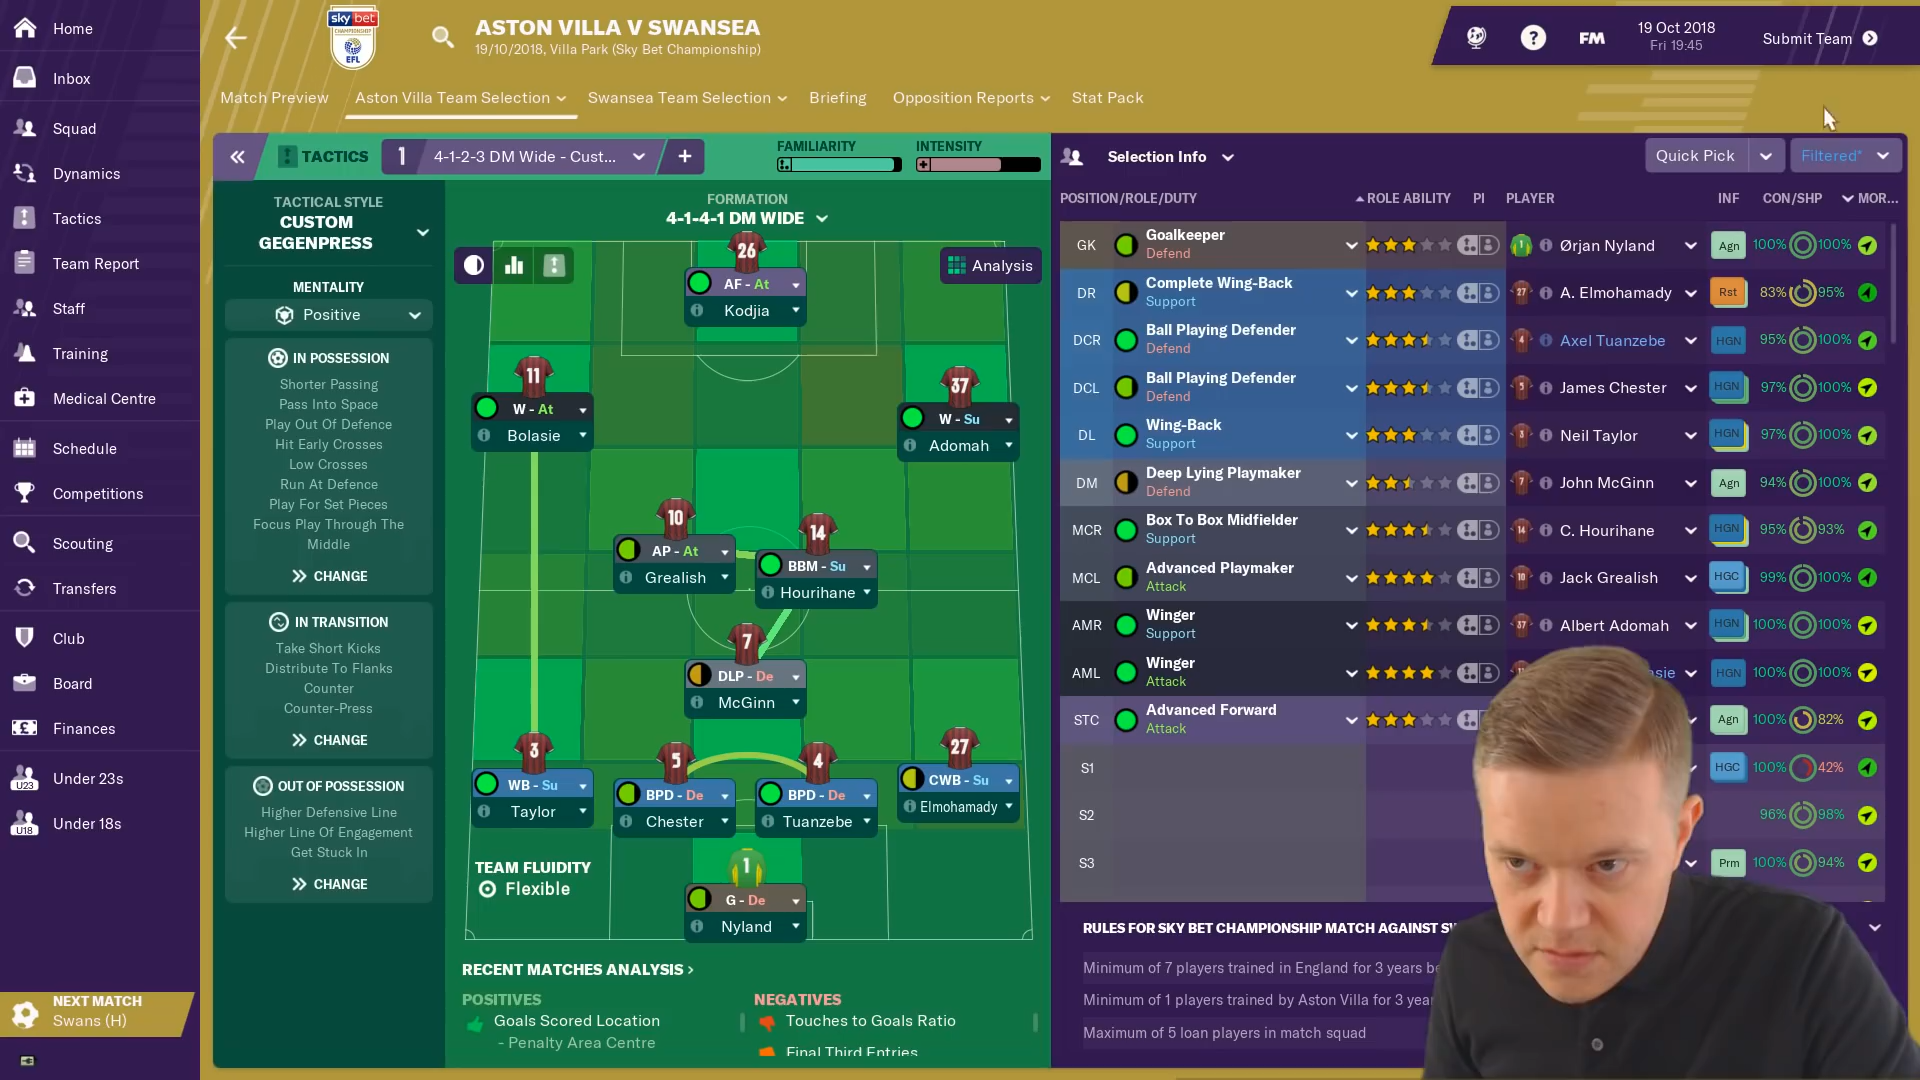 Home
Inbox
Squad
Dynamics
Tactics
Team Report
Staff
Training
Medical Centre
Schedule
Competitions
Scouting
Transfers
Club
Board
Finances
U23
Under 23s
U18
Under 18s
NEXT MATCH
Swans (H)
sky bet
CHAMPIONSHIP
EFL
ASTON VILLA V SWANSEA
19/10/2018, Villa Park (Sky Bet Championship)
FM
19 Oct 2018
Fri 19:45
Submit Team
Match Preview
Aston Villa Team Selection
Swansea Team Selection
Briefing
Opposition Reports
Stat Pack
TACTICS
1
4-1-2-3 DM Wide - Cust...
FAMILIARITY
INTENSITY
TACTICAL STYLE
CUSTOM
GEGENPRESS
MENTALITY
Positive
IN POSSESSION
Shorter Passing
Pass Into Space
Play Out Of Defence
Hit Early Crosses
Low Crosses
Run At Defence
Play For Set Pieces
Focus Play Through The
Middle
CHANGE
IN TRANSITION
Take Short Kicks
Distribute To Flanks
Counter
Counter-Press
CHANGE
OUT OF POSSESSION
Higher Defensive Line
Higher Line Of Engagement
Get Stuck In
CHANGE
FORMATION
4-1-4-1 DM WIDE
Analysis
26
AF - At
Kodjia
11
W - At
Bolasie
37
W - Su
Adomah
10
AP - At
Grealish
14
BBM - Su
Hourihane
7
DLP - De
McGinn
3
WB - Su
Taylor
5
BPD - De
Chester
4
BPD - De
Tuanzebe
27
CWB - Su
Elmohamady
1
G - De
Nyland
TEAM FLUIDITY
Flexible
RECENT MATCHES ANALYSIS
POSITIVES
Goals Scored Location
- Penalty Area Centre
NEGATIVES
Touches to Goals Ratio
Final Third Entries
Selection Info
Quick Pick
Filtered*
POSITION/ROLE/DUTY ROLE ABILITY PI PLAYER INF CON/SHP MOR...
GK Goalkeeper Defend 1 Ørjan Nyland Agn 100% 100%
DR Complete Wing-Back Support 27 A. Elmohamady Rst 83% 95%
DCR Ball Playing Defender Defend 4 Axel Tuanzebe HGN 95% 100%
DCL Ball Playing Defender Defend 5 James Chester HGN 97% 100%
DL Wing-Back Support 3 Neil Taylor HGN 97% 100%
DM Deep Lying Playmaker Defend 7 John McGinn Agn 94% 100%
MCR Box To Box Midfielder Support 14 C. Hourihane HGN 95% 93%
MCL Advanced Playmaker Attack 10 Jack Grealish HGC 99% 100%
AMR Winger Support 37 Albert Adomah HGN 100% 100%
AML Winger Attack asie HGN 100% 100%
STC Advanced Forward Attack Agn 100% 82%
S1 HGC 100% 42%
S2 96% 98%
S3 Prm 100% 94%
RULES FOR SKY BET CHAMPIONSHIP MATCH AGAINST
Minimum of 7 players trained in England for 3 years
Minimum of 1 players trained by Aston Villa for 3
Maximum of 5 loan players in match squad